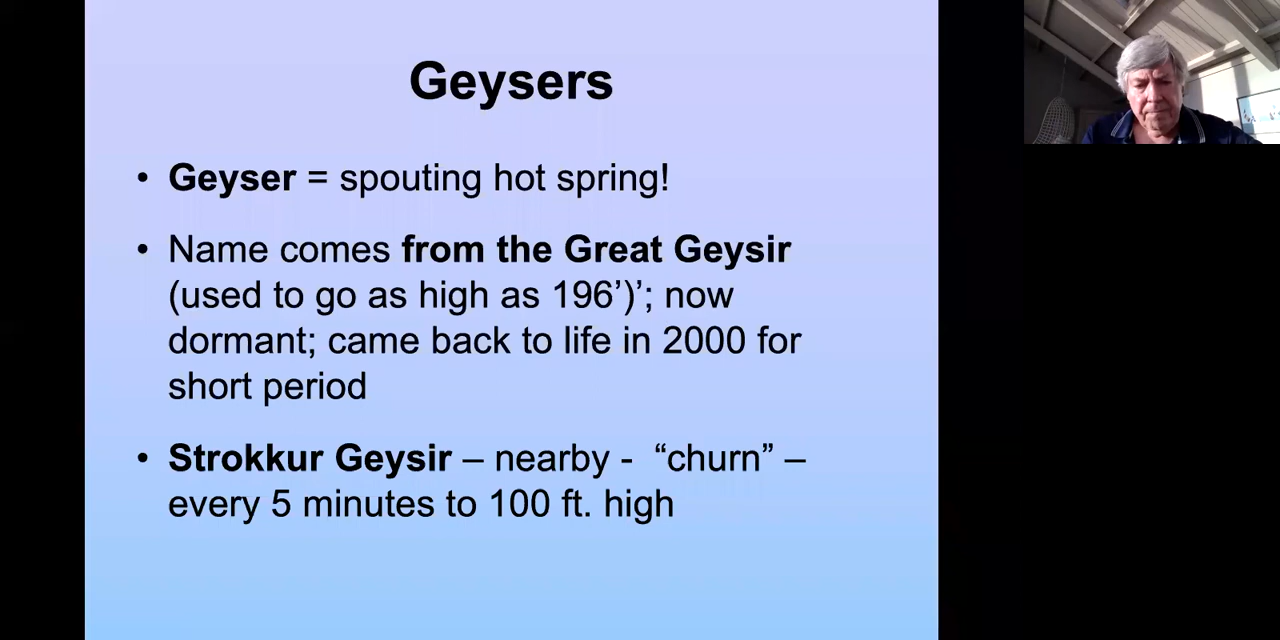 Geysers
• Geyser = spouting hot spring!
• Name comes from the Great Geysir
(used to go as high as 196’)’; now
dormant; came back to life in 2000 for
short period
• Strokkur Geysir – nearby - “churn” –
every 5 minutes to 100 ft. high